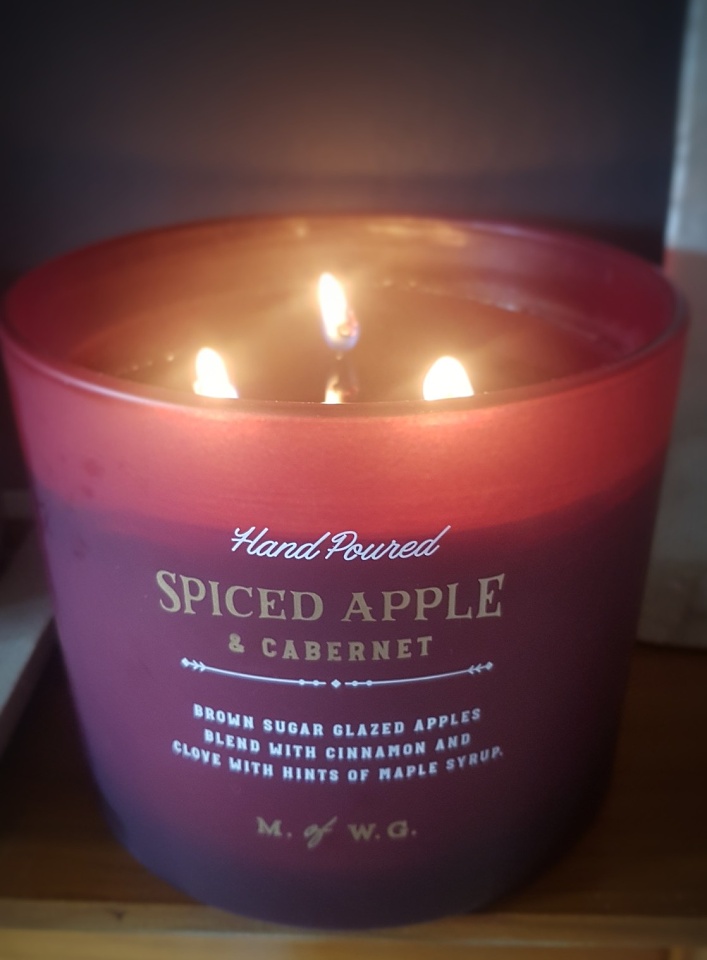 Hand Poured
SPICED APPLE
& CABERNET
BROWN SUGAR GLAZED APPLES
BLEND WITH CINNAMON AND
CLOVE WITH HINTS OF MAPLE SYRUP.
M. of W.G.